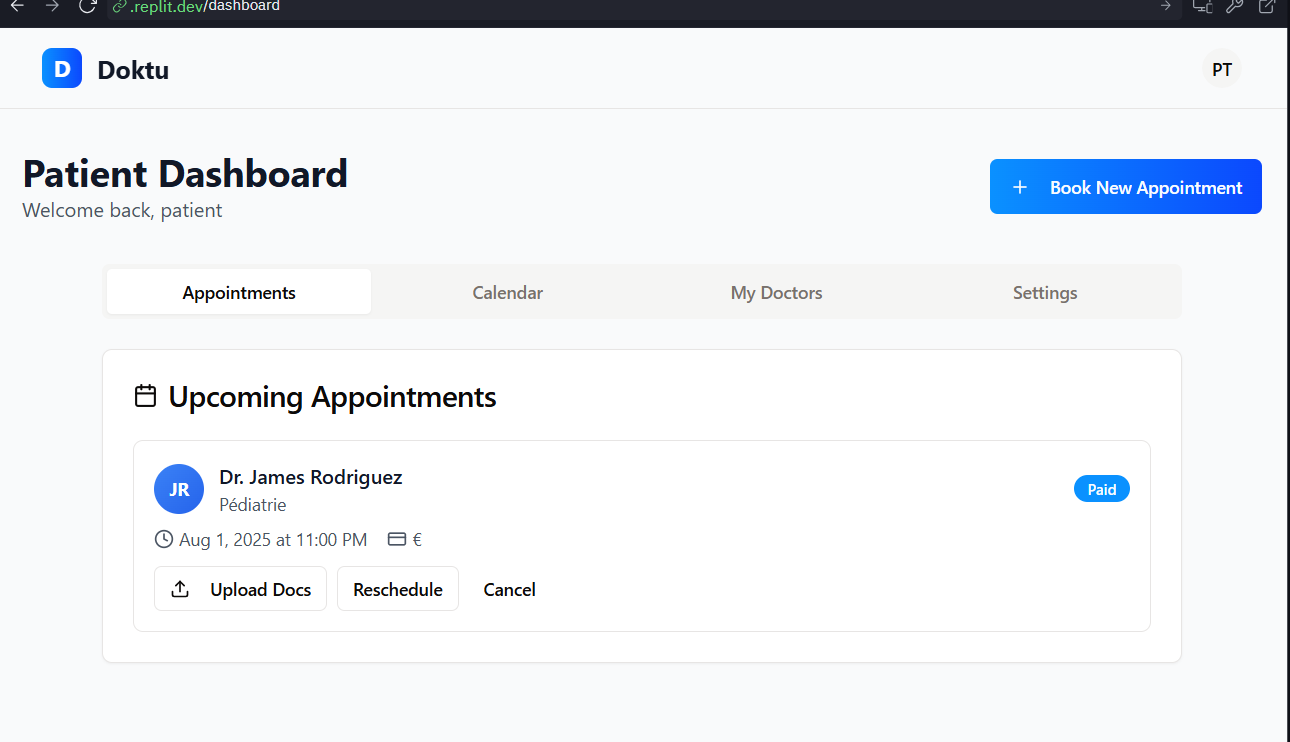 .replit.dev/dashboard
D Doktu
PT
Patient Dashboard
Welcome back, patient
+ Book New Appointment
Appointments Calendar My Doctors Settings
Upcoming Appointments
JR
Dr. James Rodriguez
Pédiatrie
Paid
Aug 1, 2025 at 11:00 PM €
Upload Docs Reschedule Cancel